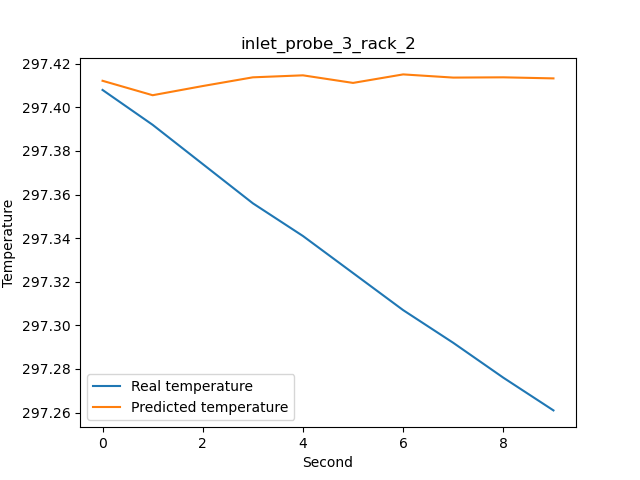 inlet_probe_3_rack_2
297.42
297.40
297.38
297.36
297.34
297.32
297.30
297.28
297.26
Temperature
Real temperature
Predicted temperature
0 2 4 6 8
Second